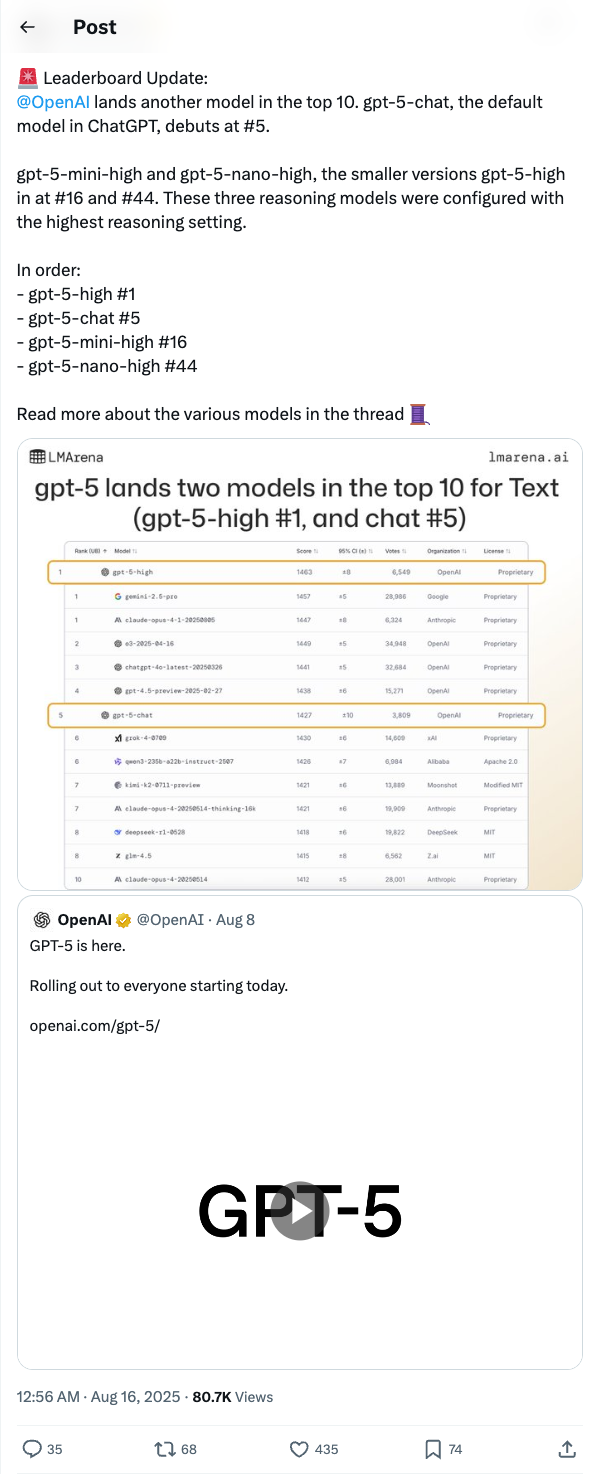 Post
🚨 Leaderboard Update:
@OpenAI lands another model in the top 10. gpt-5-chat, the default
model in ChatGPT, debuts at #5.
gpt-5-mini-high and gpt-5-nano-high, the smaller versions gpt-5-high
in at #16 and #44. These three reasoning models were configured with
the highest reasoning setting.
In order:
- gpt-5-high #1
- gpt-5-chat #5
- gpt-5-mini-high #16
- gpt-5-nano-high #44
Read more about the various models in the thread 🧵
LMArena lmarena.ai
gpt-5 lands two models in the top 10 for Text
(gpt-5-high #1, and chat #5)
Rank (UB) ↑ Model ↑↓ Score ↑↓ 95% CI (±) ↑↓ Votes ↑↓ Organization ↑↓ License ↑↓
1 gpt-5-high 1463 ±8 6,549 OpenAI Proprietary
1 gemini-2.5-pro 1457 ±5 28,986 Google Proprietary
1 claude-opus-4-1-20250805 1447 ±8 6,324 Anthropic Proprietary
2 o3-2025-04-16 1449 ±5 34,948 OpenAI Proprietary
3 chatgpt-4o-latest-20250326 1441 ±5 32,684 OpenAI Proprietary
4 gpt-4.5-preview-2025-02-27 1438 ±6 15,271 OpenAI Proprietary
5 gpt-5-chat 1427 ±10 3,809 OpenAI Proprietary
6 grok-4-0709 1430 ±6 14,609 xAI Proprietary
6 qwen3-235b-a22b-instruct-2507 1426 ±7 6,984 Alibaba Apache 2.0
7 kimi-k2-0711-preview 1421 ±6 13,889 Moonshot Modified MIT
7 claude-opus-4-20250514-thinking-16k 1421 ±6 19,909 Anthropic Proprietary
8 deepseek-r1-0528 1418 ±6 19,822 DeepSeek MIT
8 glm-4.5 1415 ±8 6,562 Z.ai MIT
10 claude-opus-4-20250514 1412 ±5 28,001 Anthropic Proprietary
OpenAI @OpenAI · Aug 8
GPT-5 is here.
Rolling out to everyone starting today.
openai.com/gpt-5/
GPT-5
12:56 AM · Aug 16, 2025 · 80.7K Views
35 68 435 74